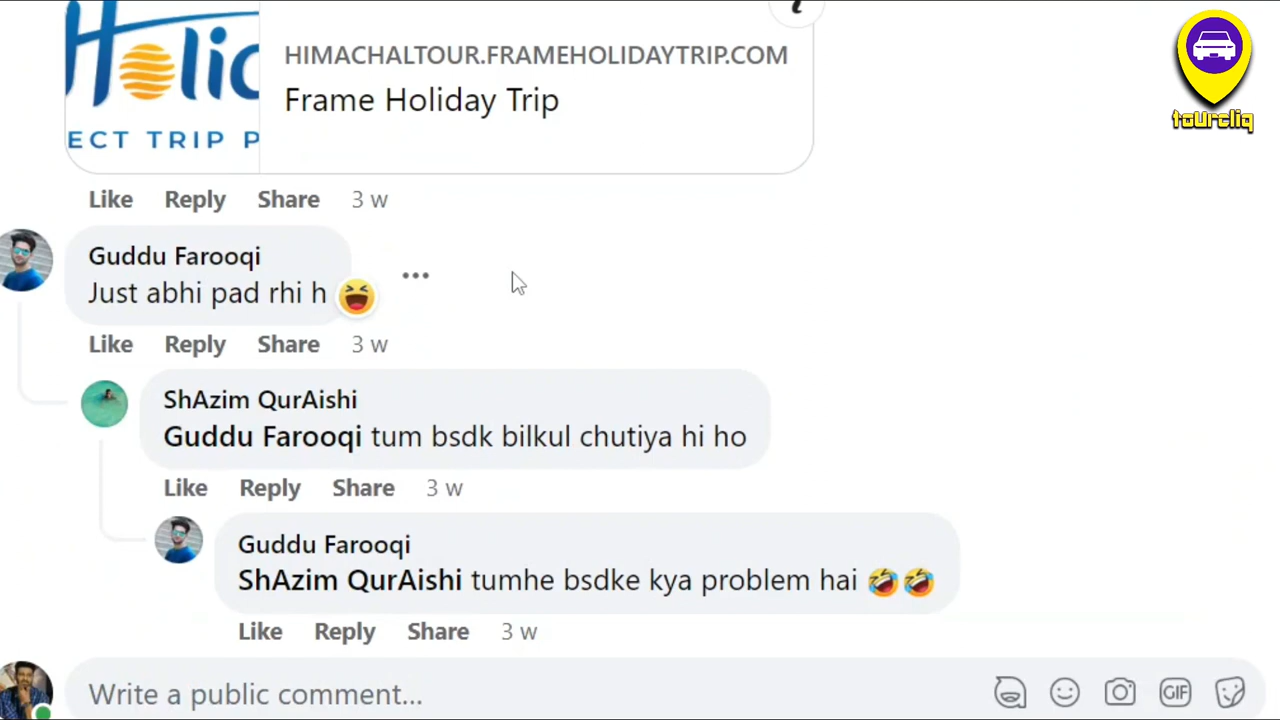 Holic
ECT TRIP P
i
HIMACHALTOUR.FRAMEHOLIDAYTRIP.COM
Frame Holiday Trip
tourcliq
Like Reply Share 3 w
Guddu Farooqi
Just abhi pad rhi h
Like Reply Share 3 w
ShAzim QurAishi
Guddu Farooqi tum bsdk bilkul chutiya hi ho
Like Reply Share 3 w
Guddu Farooqi
ShAzim QurAishi tumhe bsdke kya problem hai 🤣🤣
Like Reply Share 3 w
Write a public comment...
GIF